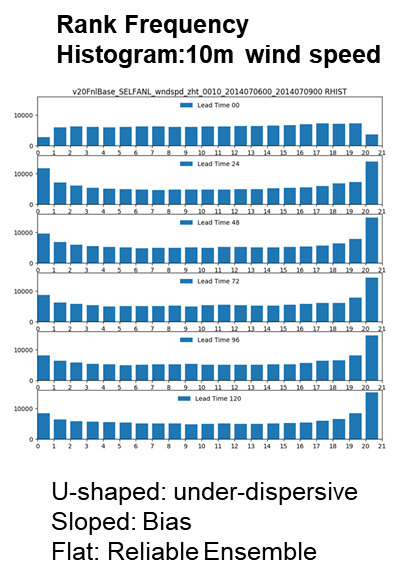 Rank Frequency
Histogram:10m wind speed
v20FnlBase_SELFANL_wndspd_zht_0010_2014070600_2014070900 RHIST
Lead Time 00
10000
0
0 1 2 3 4 5 6 7 8 9 10 11 12 13 14 15 16 17 18 19 20 21
Lead Time 24
10000
0
0 1 2 3 4 5 6 7 8 9 10 11 12 13 14 15 16 17 18 19 20 21
Lead Time 48
10000
0
0 1 2 3 4 5 6 7 8 9 10 11 12 13 14 15 16 17 18 19 20 21
Lead Time 72
10000
0
0 1 2 3 4 5 6 7 8 9 10 11 12 13 14 15 16 17 18 19 20 21
Lead Time 96
10000
0
0 1 2 3 4 5 6 7 8 9 10 11 12 13 14 15 16 17 18 19 20 21
Lead Time 120
10000
0
0 1 2 3 4 5 6 7 8 9 10 11 12 13 14 15 16 17 18 19 20 21
U-shaped: under-dispersive
Sloped: Bias
Flat: Reliable Ensemble